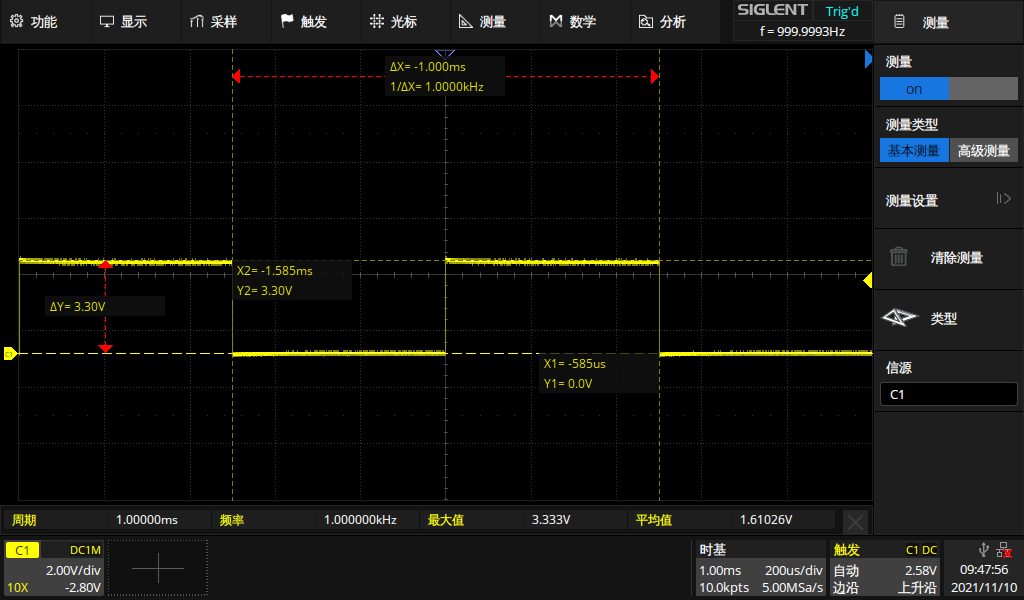 功能 显示 采样 触发 光标 测量 数学 分析 SIGLENT Trig'd
f = 999.9993Hz
测量
测量
on
测量类型
基本测量 高级测量
测量设置
清除测量
类型
信源
C1
ΔX= -1.000ms
1/ΔX= 1.0000kHz
X2= -1.585ms
Y2= 3.30V
ΔY= 3.30V
C1
X1= -585us
Y1= 0.0V
周期 1.00000ms 频率 1.000000kHz 最大值 3.333V 平均值 1.61026V
C1 DC1M
2.00V/div
10X -2.80V
时基
1.00ms 200us/div
10.0kpts 5.00MSa/s
触发 C1 DC
自动 2.58V
边沿 上升沿
09:47:56
2021/11/10